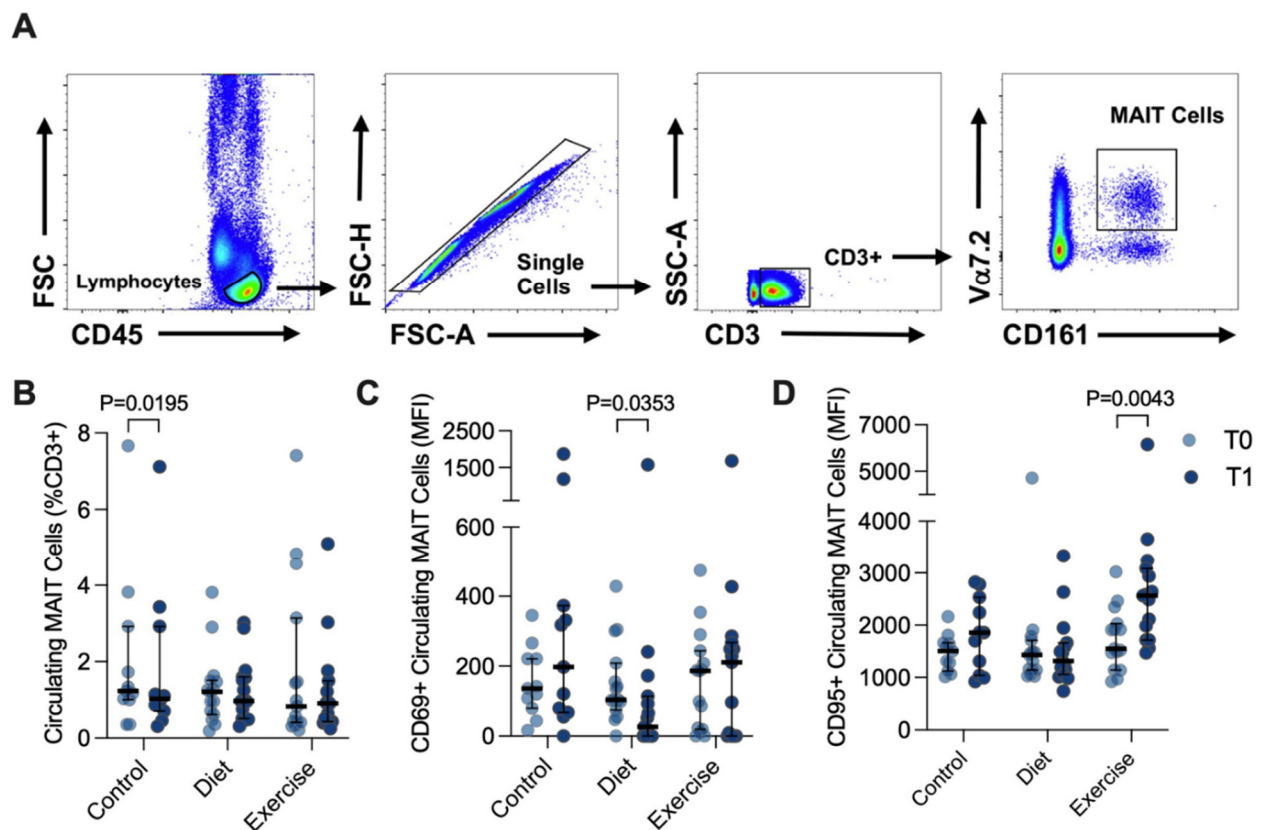 A
FSC
Lymphocytes
CD45
FSC-H
Single
Cells
FSC-A
SSC-A
CD3+
CD3
Vα7.2
MAIT Cells
CD161
B
P=0.0195
Circulating MAIT Cells (%CD3+)
8
6
4
2
0
Control
Diet
Exercise
C
P=0.0353
CD69+ Circulating MAIT Cells (MFI)
2500
1500
600
400
200
0
Control
Diet
Exercise
D
P=0.0043
CD95+ Circulating MAIT Cells (MFI)
7000
5000
4000
3000
2000
1000
0
Control
Diet
Exercise
T0
T1